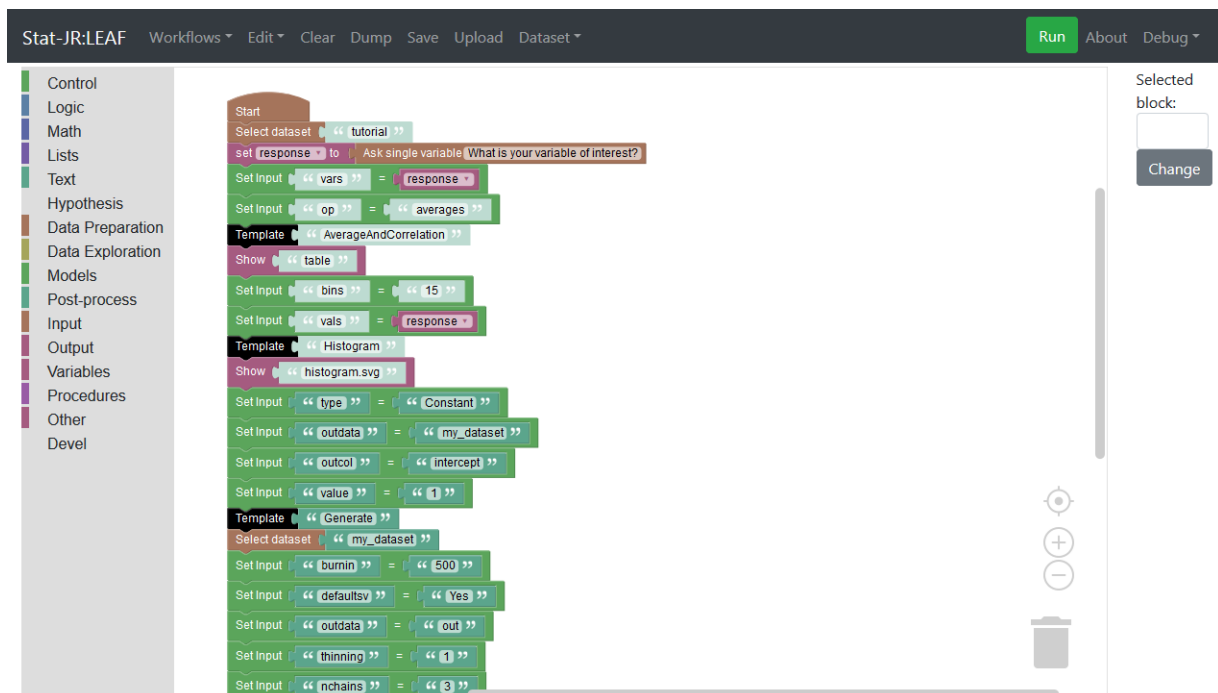 Stat-JR:LEAF Workflows Edit Clear Dump Save Upload Dataset Run About Debug
Control
Logic
Math
Lists
Text
Hypothesis
Data Preparation
Data Exploration
Models
Post-process
Input
Output
Variables
Procedures
Other
Devel
Start
Select dataset “ tutorial ”
set response to Ask single variable What is your variable of interest?
Set Input “ vars ” = response
Set Input “ op ” = “ averages ”
Template “ AverageAndCorrelation ”
Show “ table ”
Set Input “ bins ” = “ 15 ”
Set Input “ vals ” = response
Template “ Histogram ”
Show “ histogram.svg ”
Set Input “ type ” = “ Constant ”
Set Input “ outdata ” = “ my_dataset ”
Set Input “ outcol ” = “ intercept ”
Set Input “ value ” = “ 1 ”
Template “ Generate ”
Select dataset “ my_dataset ”
Set Input “ burnin ” = “ 500 ”
Set Input “ defaultsv ” = “ Yes ”
Set Input “ outdata ” = “ out ”
Set Input “ thinning ” = “ 1 ”
Set Input “ nchains ” = “ 3 ”
Selected
block:
Change